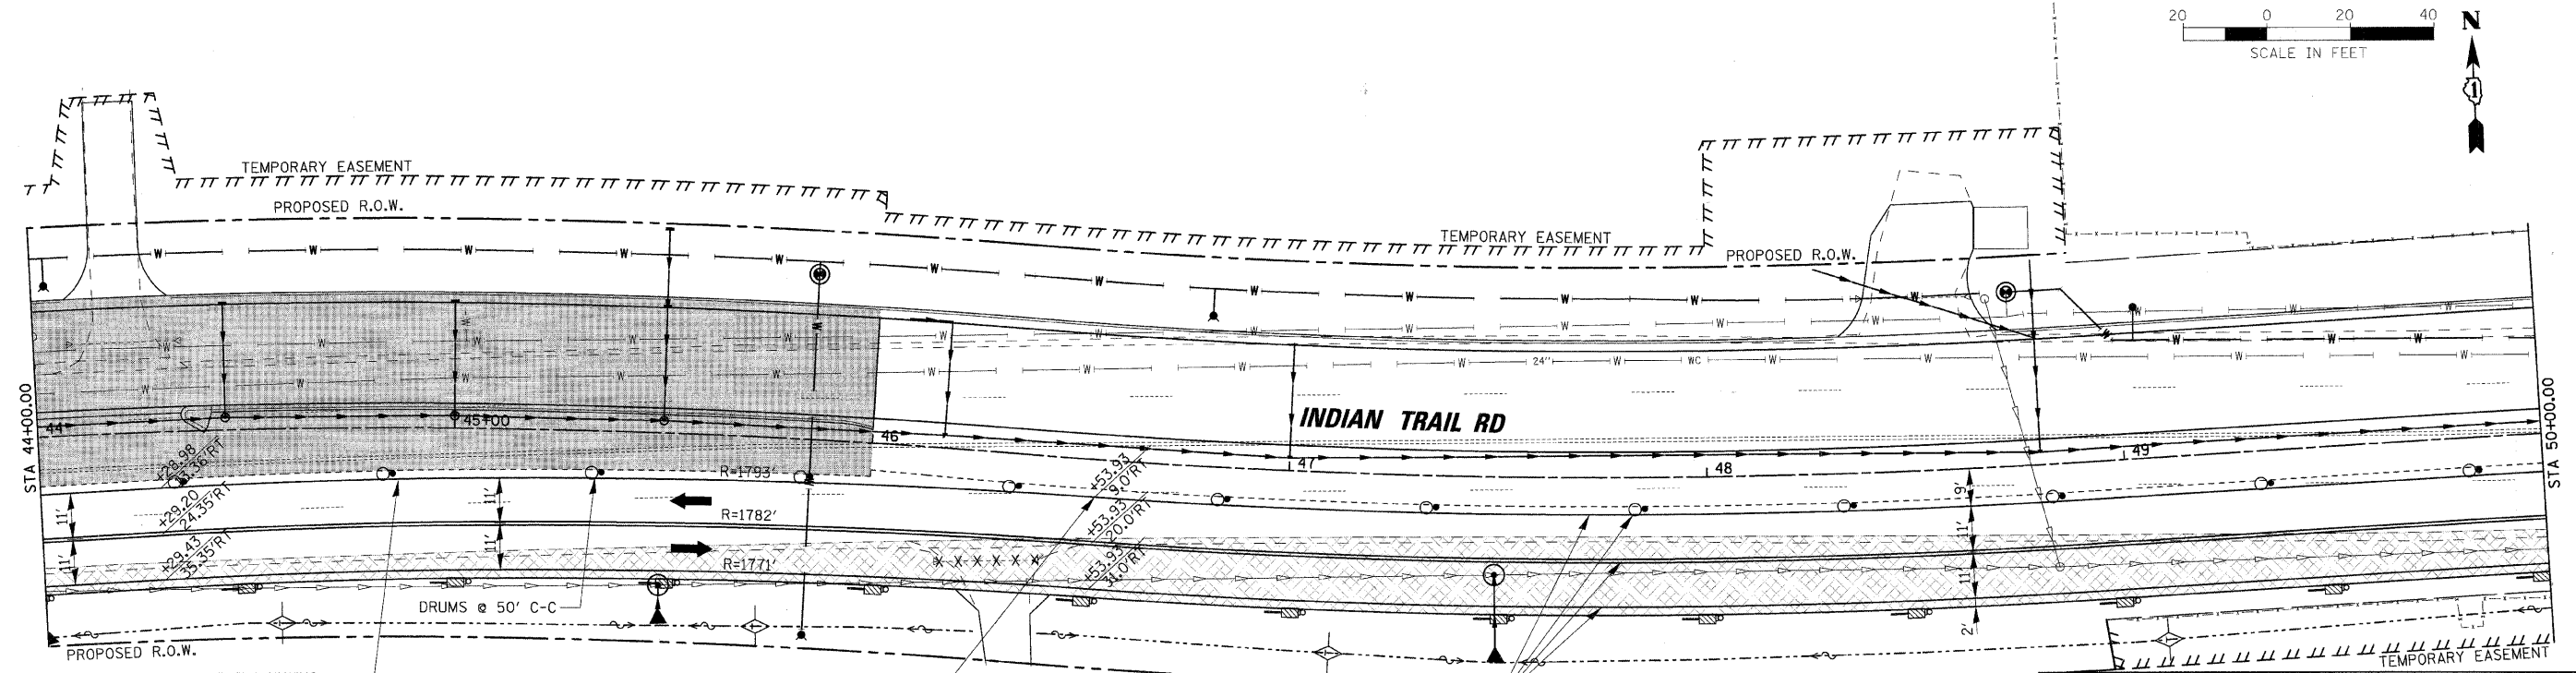 20 0 20 40
SCALE IN FEET
N
1
TEMPORARY EASEMENT
PROPOSED R.O.W.
TEMPORARY EASEMENT
PROPOSED R.O.W.
W W W W W W W W W W W W
24" WC
STA 44+00.00
44
45+00
46
47
48
49
STA 50+00.00
INDIAN TRAIL RD
+28.98
+29.20
24.35'RT
+29.43
35.35'RT
R=1793'
R=1782'
R=1771'
+53.93
9.0'RT
+53.93
20.0'RT
+53.93
31.0'RT
11'
11'
11'
11'
9'
11'
11'
2'
X X X X X X
DRUMS @ 50' C-C
PROPOSED R.O.W.
TEMPORARY EASEMENT